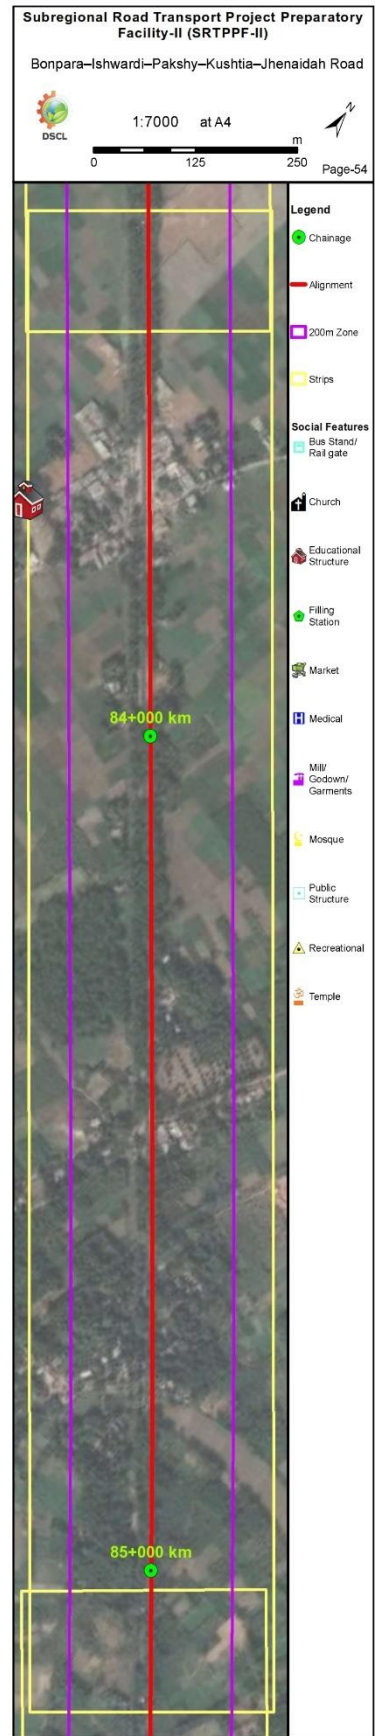 Subregional Road Transport Project Preparatory
Facility-II (SRTPPF-II)
Bonpara–Ishwardi–Pakshy–Kushtia–Jhenaidah Road
DSCL
1:7000 at A4
N
m
0 125 250
Page-54
Legend
Chainage
Alignment
200m Zone
Strips
Social Features
Bus Stand/
Rail gate
Church
Educational
Structure
Filling
Station
Market
H Medical
Mill/
Godown/
Garments
Mosque
Public
Structure
Recreational
Temple
84+000 km
85+000 km